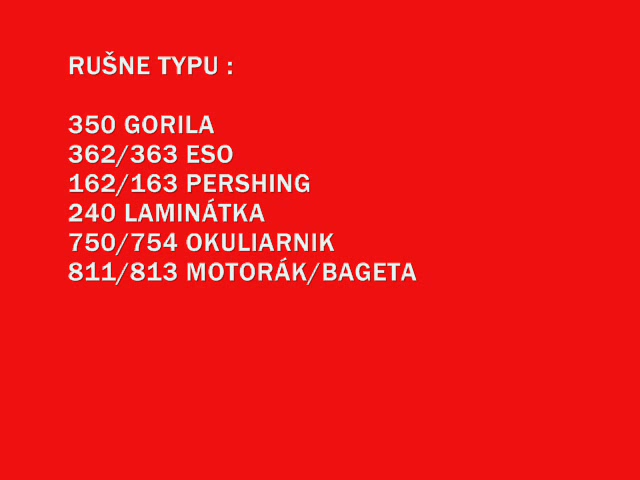 RUŠNE TYPU :
350 GORILA
362/363 ESO
162/163 PERSHING
240 LAMINÁTKA
750/754 OKULIARNIK
811/813 MOTORÁK/BAGETA